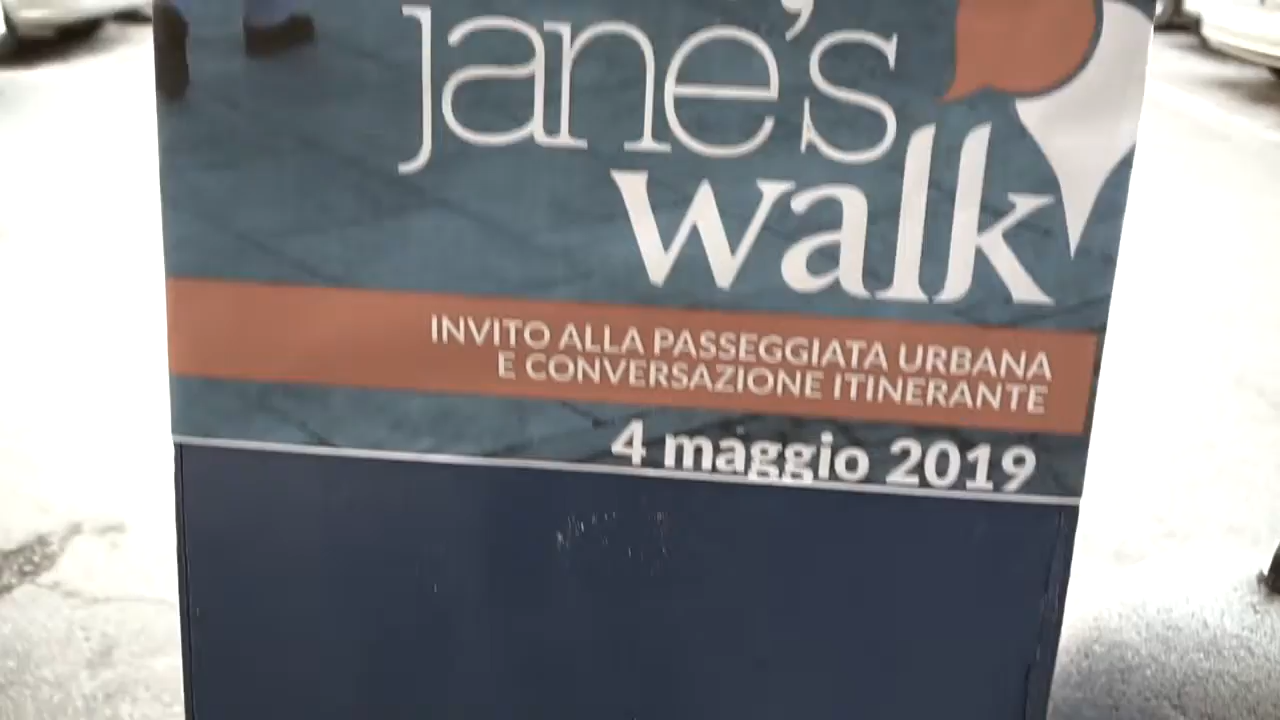 jane's
walk
INVITO ALLA PASSEGGIATA URBANA
E CONVERSAZIONE ITINERANTE
4 maggio 2019